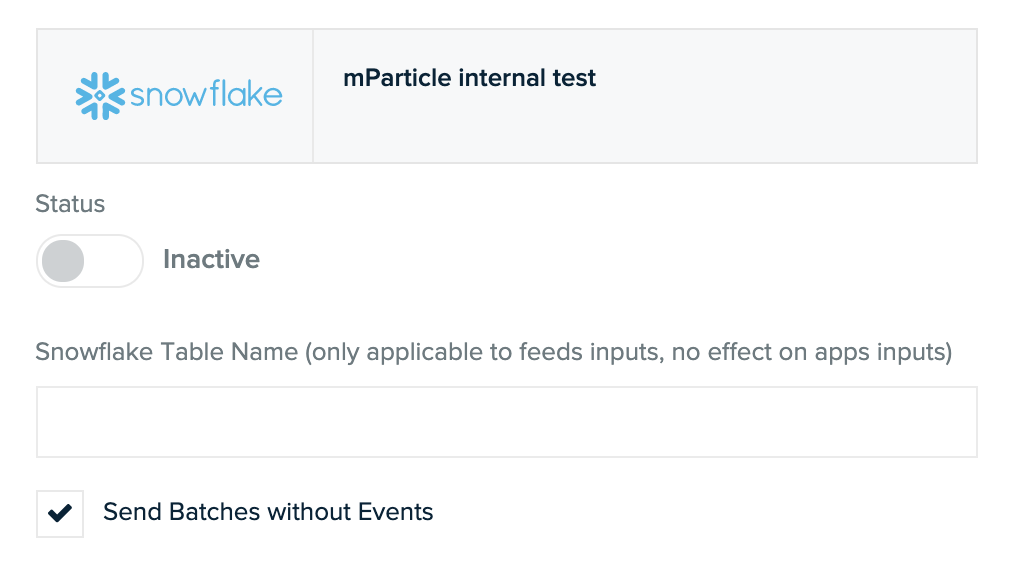 snowflake
mParticle internal test
Status
Inactive
Snowflake Table Name (only applicable to feeds inputs, no effect on apps inputs)
Send Batches without Events